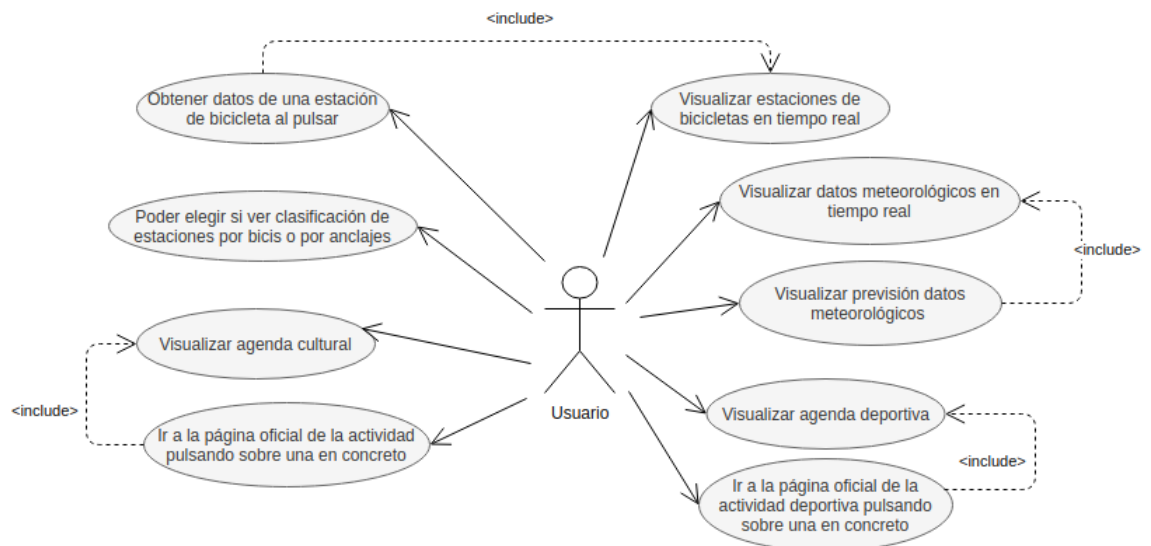 <include>
Obtener datos de una estación
de bicicleta al pulsar
Visualizar estaciones de
bicicletas en tiempo real
Poder elegir si ver clasificación de
estaciones por bicis o por anclajes
Visualizar datos meteorológicos en
tiempo real
<include>
Visualizar previsión datos
meteorológicos
Visualizar agenda cultural
<include>
Ir a la página oficial de la actividad
pulsando sobre una en concreto
Usuario
Visualizar agenda deportiva
<include>
Ir a la página oficial de la
actividad deportiva pulsando
sobre una en concreto